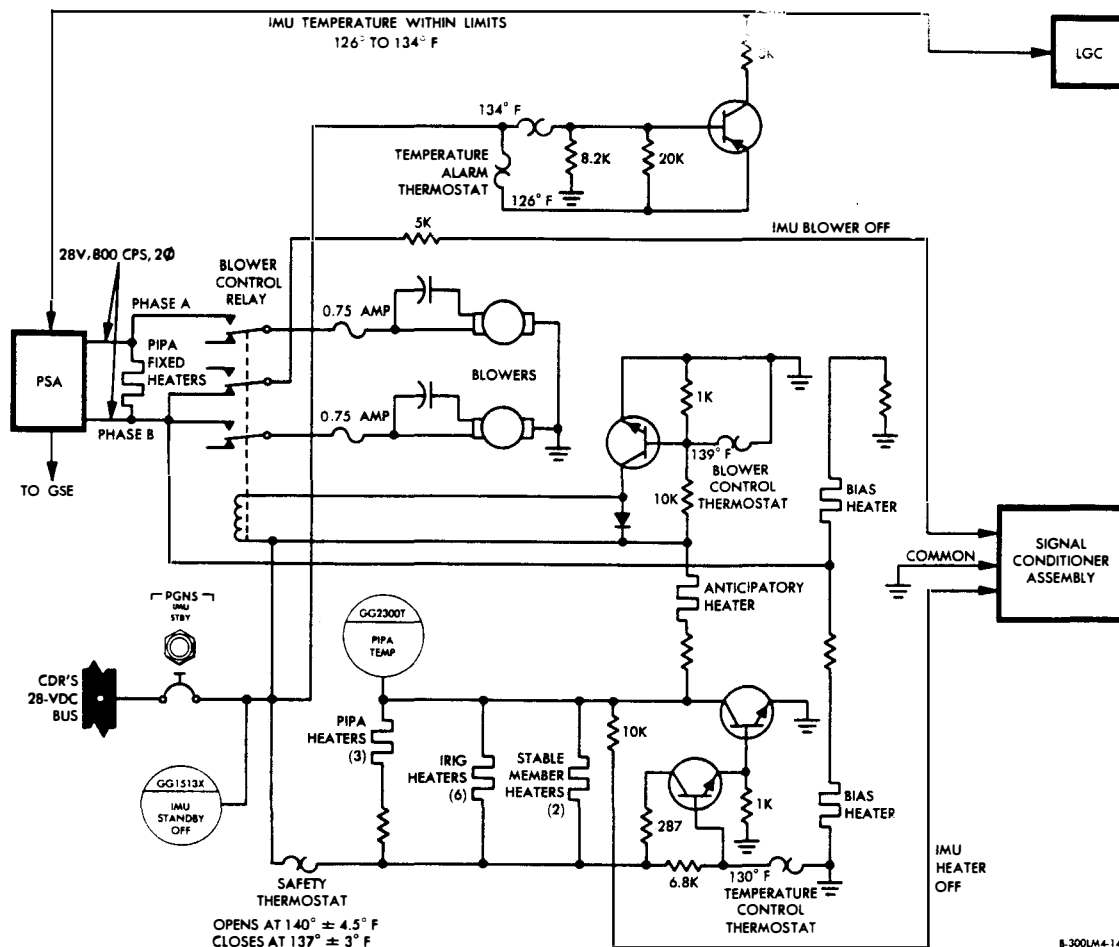 IMU TEMPERATURE WITHIN LIMITS
126° TO 134° F
LGC
134° F
8.2K
20K
TEMPERATURE
ALARM
THERMOSTAT
126° F
5K
IMU BLOWER OFF
28V, 800 CPS, 2Ø
BLOWER
CONTROL
RELAY
PHASE A
0.75 AMP
PIPA
FIXED
HEATERS
PSA
BLOWERS
PHASE B
0.75 AMP
TO GSE
1K
139° F
BLOWER
CONTROL
THERMOSTAT
10K
BIAS
HEATER
SIGNAL
CONDITIONER
ASSEMBLY
COMMON
ANTICIPATORY
HEATER
PGNS
IMU
STBY
GG2300T
PIPA
TEMP
CDR'S
28-VDC
BUS
PIPA
HEATERS
(3)
IRIG
HEATERS
(6)
STABLE
MEMBER
HEATERS
(2)
10K
287
1K
BIAS
HEATER
GG1513X
IMU
STANDBY
OFF
6.8K
130° F
TEMPERATURE
CONTROL
THERMOSTAT
IMU
HEATER
OFF
SAFETY
THERMOSTAT
OPENS AT 140° ± 4.5° F
CLOSES AT 137° ± 3° F